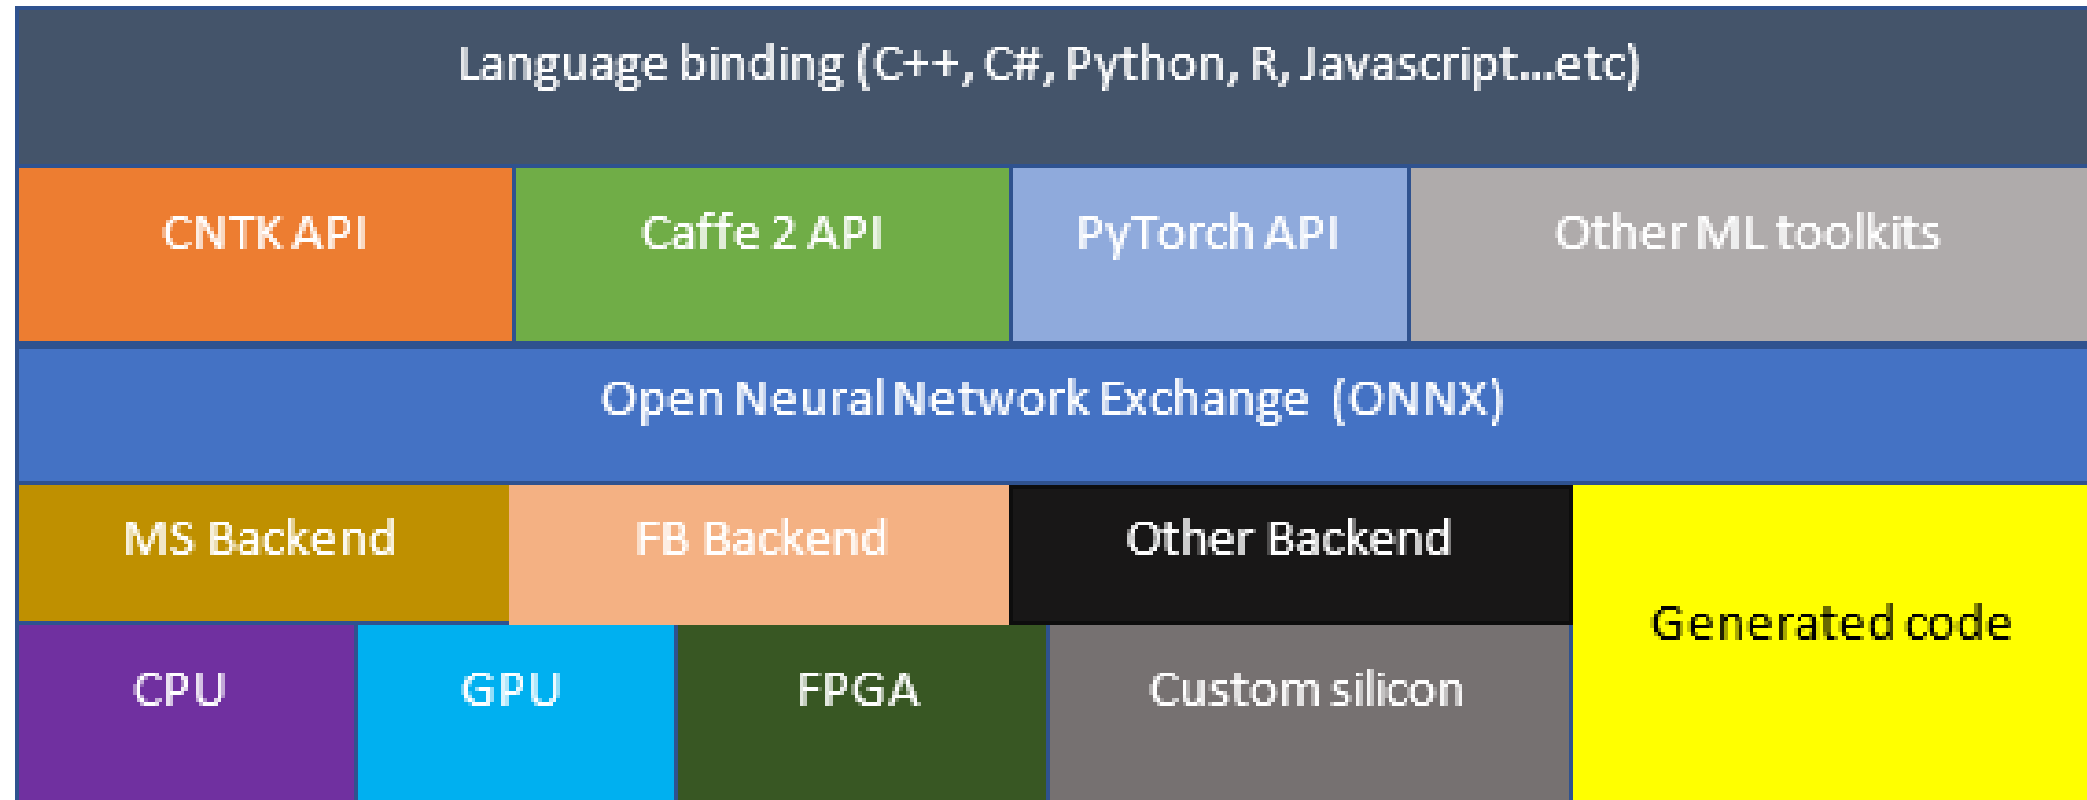 Language binding (C++, C#, Python, R, Javascript...etc)
CNTK API
Caffe 2 API
PyTorch API
Other ML toolkits
Open Neural Network Exchange (ONNX)
MS Backend
FB Backend
Other Backend
Generated code
CPU
GPU
FPGA
Custom silicon